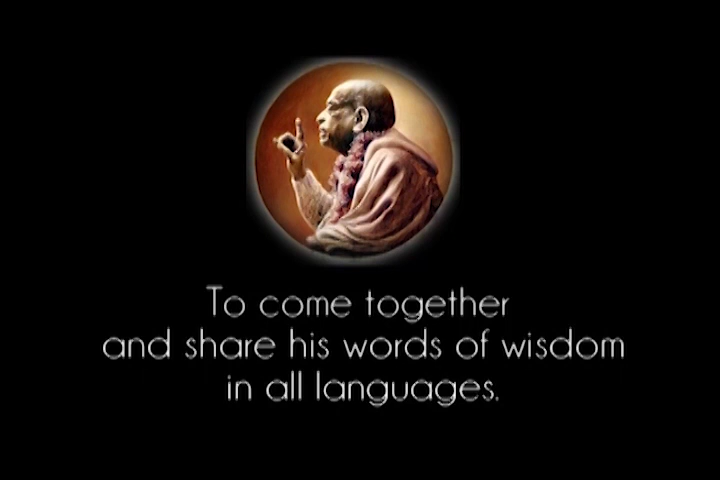 To come together
and share his words of wisdom
in all languages.